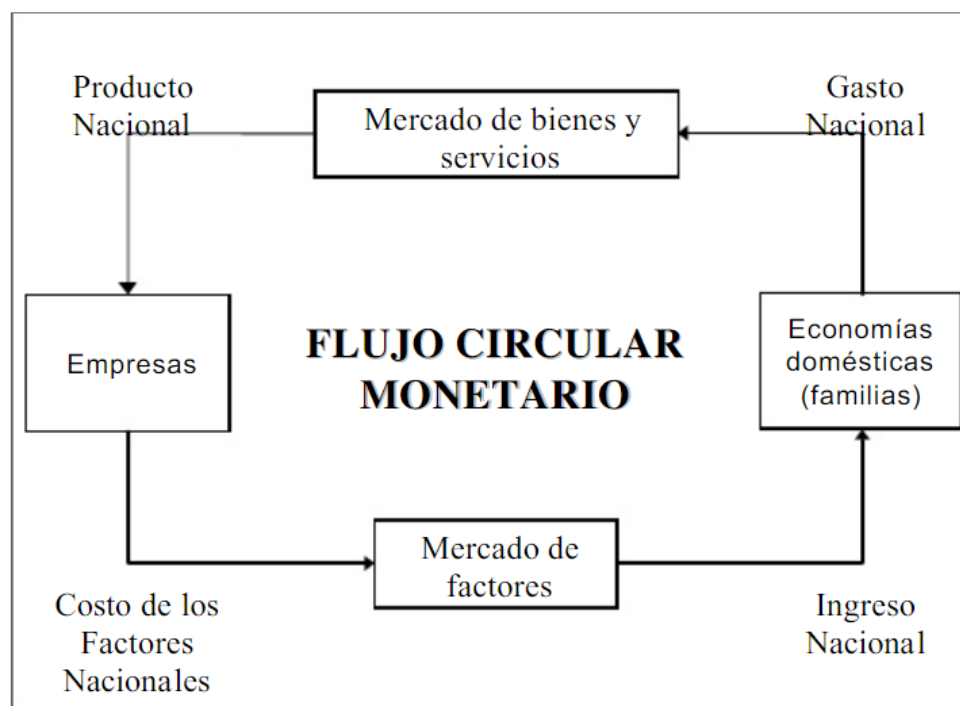 Producto
Nacional
Mercado de bienes y
servicios
Gasto
Nacional
Empresas
FLUJO CIRCULAR
MONETARIO
Economías
domésticas
(familias)
Costo de los
Factores
Nacionales
Mercado de
factores
Ingreso
Nacional